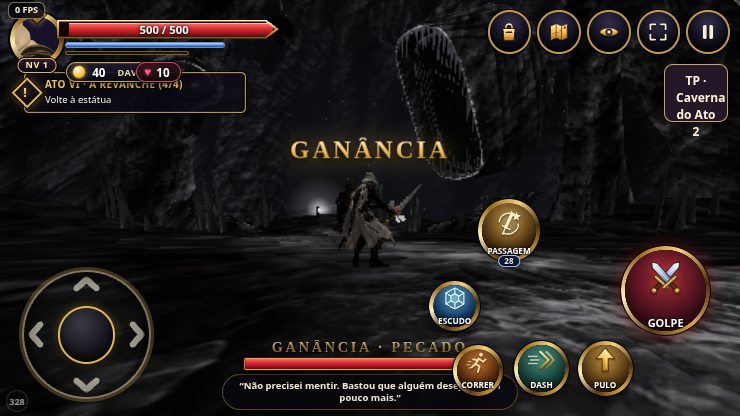 0 FPS
500 / 500
NV 1
40
DAV
10
ATO VI · A REVANCHE (4/4)
Volte à estátua
!
TP ·
Caverna
do Ato
2
GANÂNCIA
PASSAGEM
28
ESCUDO
GOLPE
GANÂNCIA · PECADO
CORRER
DASH
PULO
“Não precisei mentir. Bastou que alguém
pouco mais.”
328